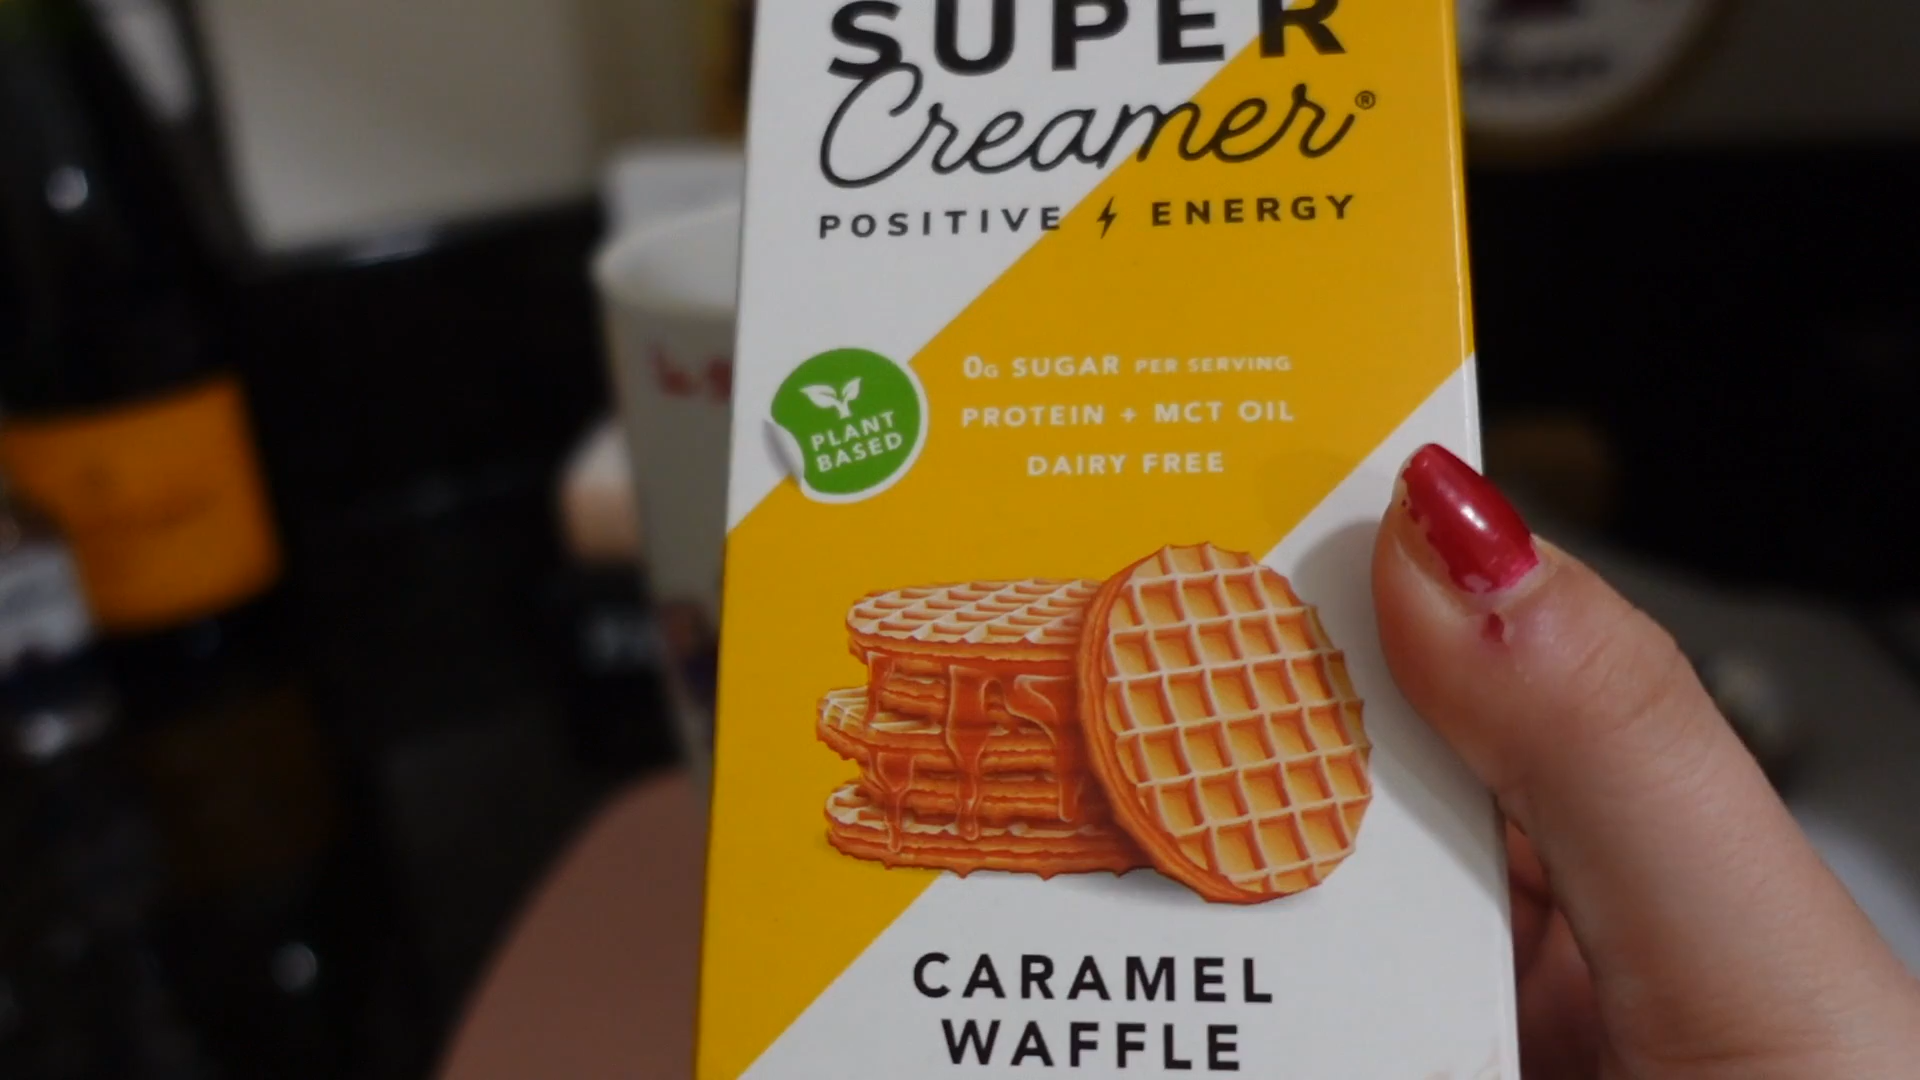 SUPER
Creamer®
POSITIVE ENERGY
0G SUGAR PER SERVING
PROTEIN + MCT OIL
DAIRY FREE
PLANT
BASED
CARAMEL
WAFFLE